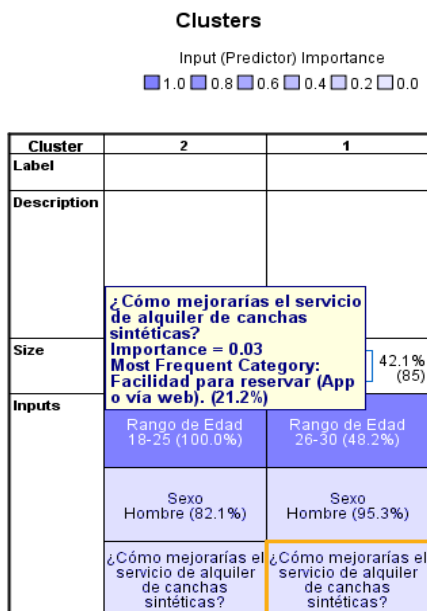 Clusters
Input (Predictor) Importance
1.0 0.8 0.6 0.4 0.2 0.0
Cluster 2 1
Label
Description
¿Cómo mejorarías el servicio
de alquiler de canchas
sintéticas?
Importance = 0.03
Most Frequent Category:
Facilidad para reservar (App
o vía web). (21.2%)
Size
42.1%
(85)
Inputs
Rango de Edad
18-25 (100.0%)
Rango de Edad
26-30 (48.2%)
Sexo
Hombre (82.1%)
Sexo
Hombre (95.3%)
¿Cómo mejorarías el
servicio de alquiler
de canchas
sintéticas?
¿Cómo mejorarías el
servicio de alquiler
de canchas
sintéticas?